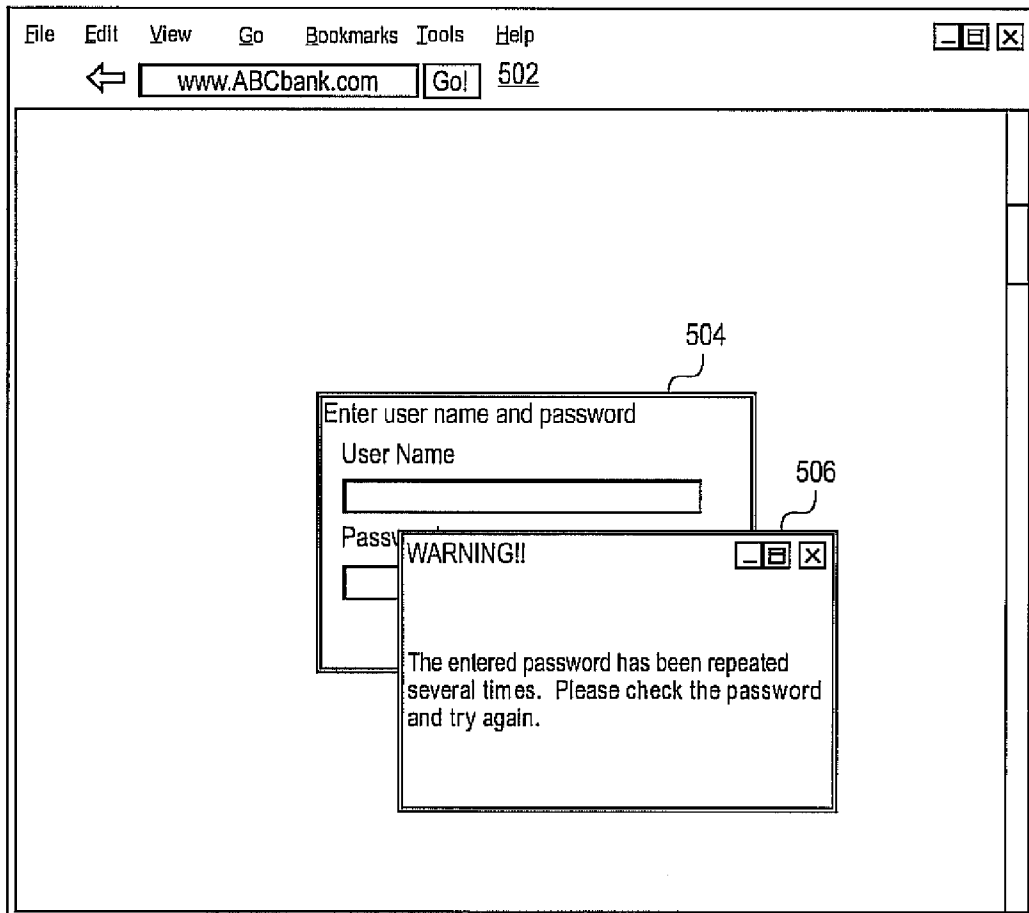 File Edit View Go Bookmarks Tools Help
www.ABCbank.com Go! 502
504
Enter user name and password
User Name
506
WARNING!!
The entered password has been repeated
several times. Please check the password
and try again.